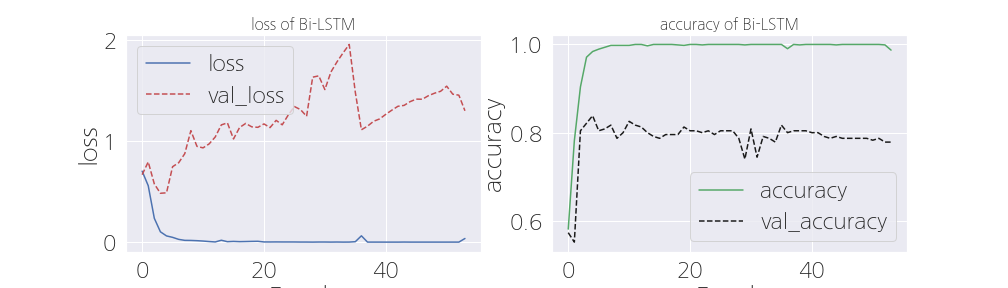 loss of Bi-LSTM
2
1
0
loss
loss
val_loss
0
20
40
accuracy of Bi-LSTM
1.0
0.8
0.6
accuracy
accuracy
val_accuracy
0
20
40